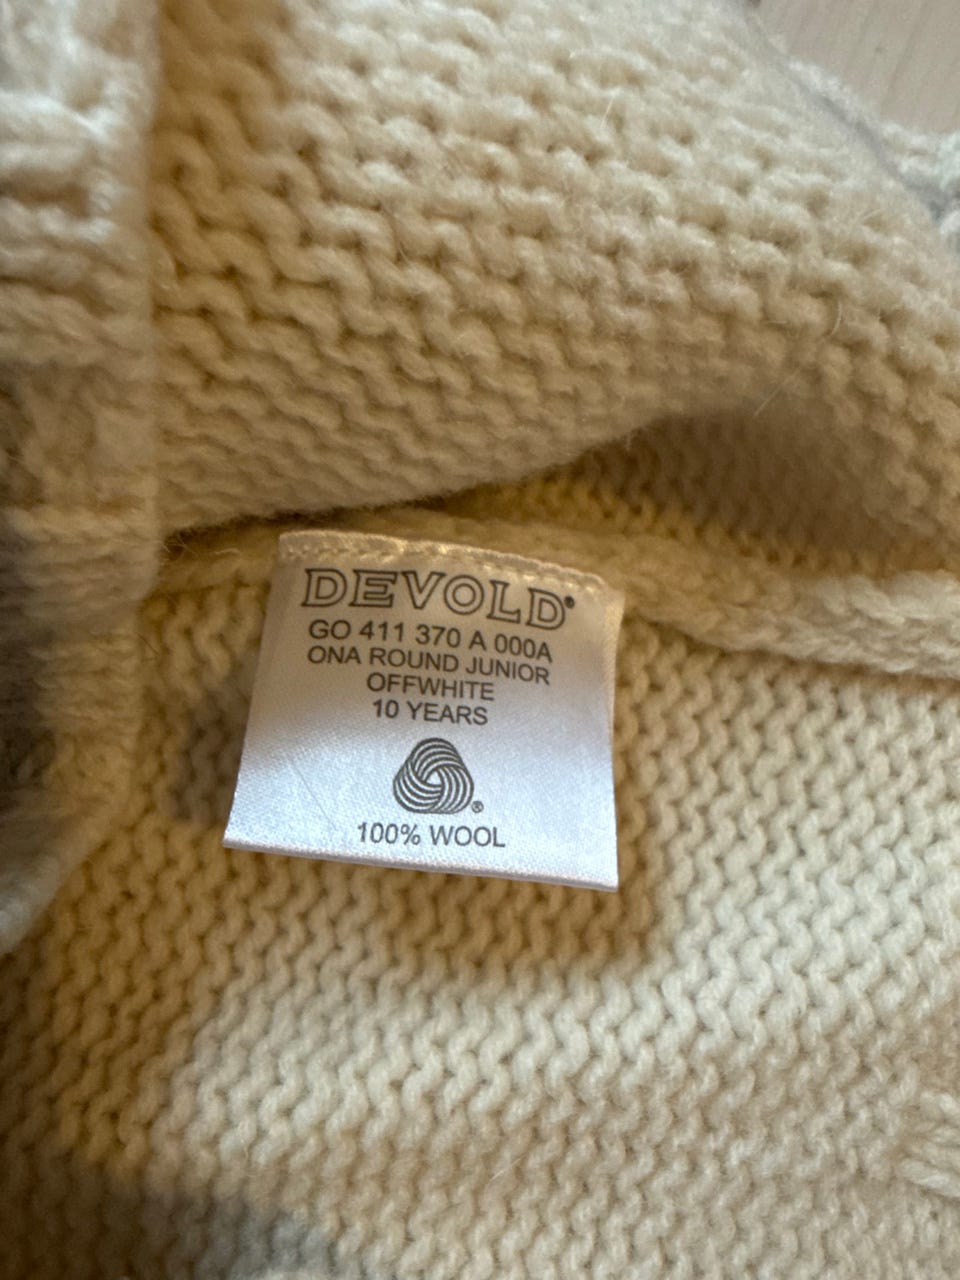 DEVOLD®
GO 411 370 A 000A
ONA ROUND JUNIOR
OFFWHITE
10 YEARS
®
100% WOOL